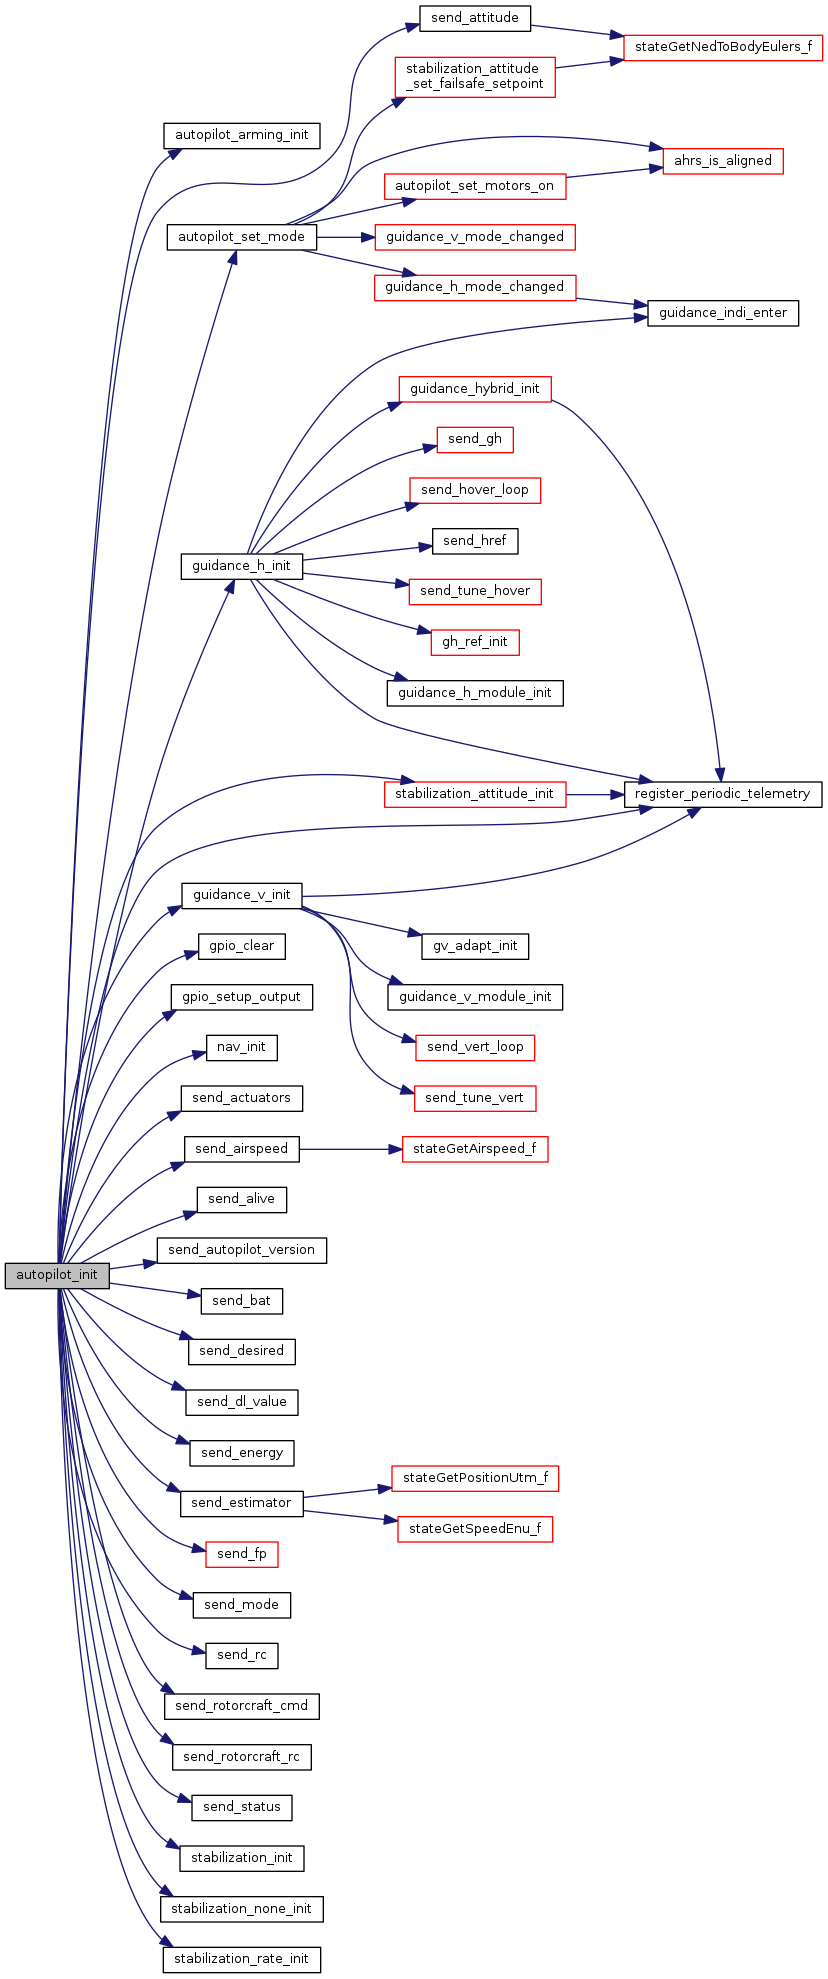 send_attitude
stateGetNedToBodyEulers_f
stabilization_attitude
_set_failsafe_setpoint
autopilot_arming_init
ahrs_is_aligned
autopilot_set_motors_on
autopilot_set_mode
guidance_v_mode_changed
guidance_h_mode_changed
guidance_indi_enter
guidance_hybrid_init
send_gh
send_hover_loop
send_href
guidance_h_init
send_tune_hover
gh_ref_init
guidance_h_module_init
stabilization_attitude_init
register_periodic_telemetry
guidance_v_init
gpio_clear
gv_adapt_init
gpio_setup_output
guidance_v_module_init
nav_init
send_vert_loop
send_actuators
send_tune_vert
send_airspeed
stateGetAirspeed_f
send_alive
send_autopilot_version
autopilot_init
send_bat
send_desired
send_dl_value
send_energy
stateGetPositionUtm_f
send_estimator
stateGetSpeedEnu_f
send_fp
send_mode
send_rc
send_rotorcraft_cmd
send_rotorcraft_rc
send_status
stabilization_init
stabilization_none_init
stabilization_rate_init